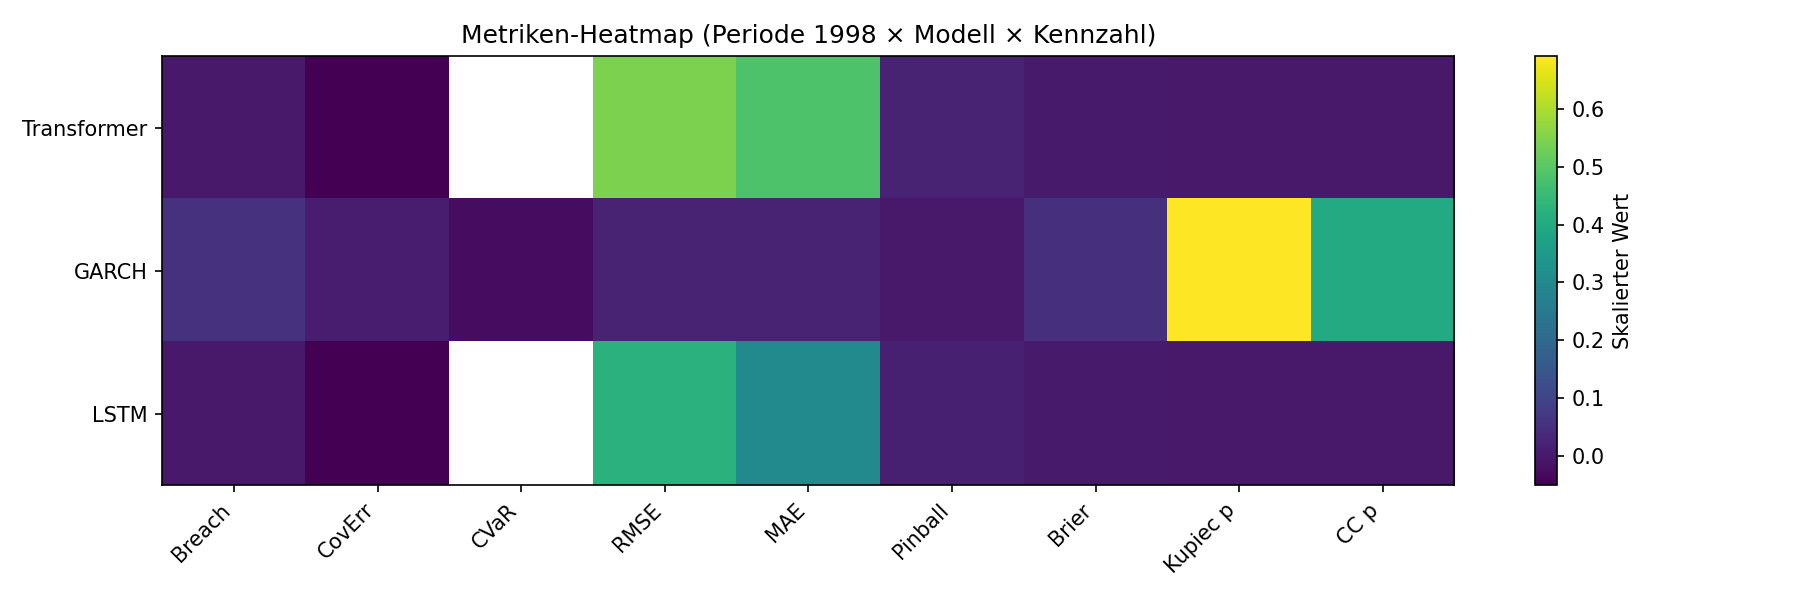 Metriken-Heatmap (Periode 1998 × Modell × Kennzahl)
Transformer
GARCH
LSTM
Breach
CovErr
CVaR
RMSE
MAE
Pinball
Brier
Kupiec p
CC p
0.6
0.5
0.4
0.3
0.2
0.1
0.0
Skalierter Wert